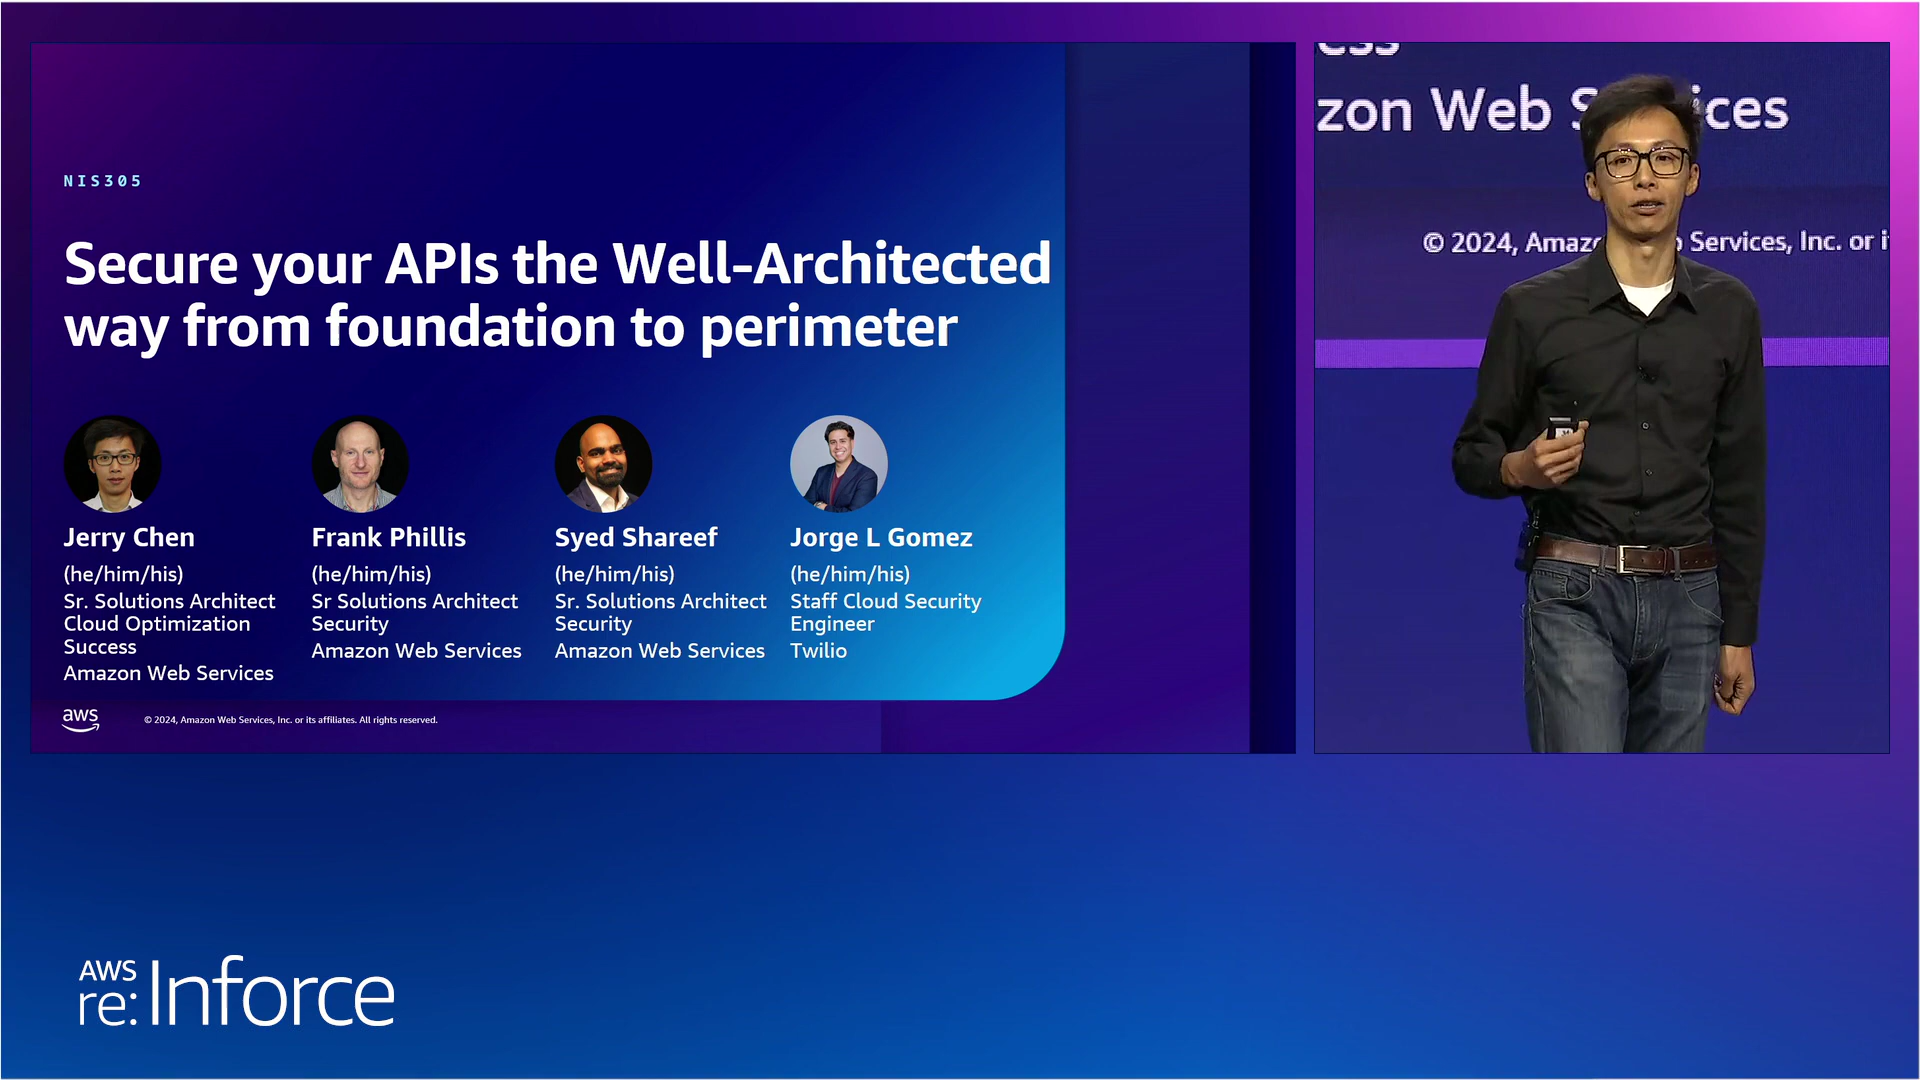 NIS305
Secure your APIs the Well-Architected
way from foundation to perimeter
Jerry Chen
(he/him/his)
Sr. Solutions Architect
Cloud Optimization
Success
Amazon Web Services
Frank Phillis
(he/him/his)
Sr Solutions Architect
Security
Amazon Web Services
Syed Shareef
(he/him/his)
Sr. Solutions Architect
Security
Amazon Web Services
Jorge L Gomez
(he/him/his)
Staff Cloud Security
Engineer
Twilio
aws
© 2024, Amazon Web Services, Inc. or its affiliates. All rights reserved.
ess
zon Web S ices
© 2024, Amaz Services, Inc. or i
AWS
re:Inforce